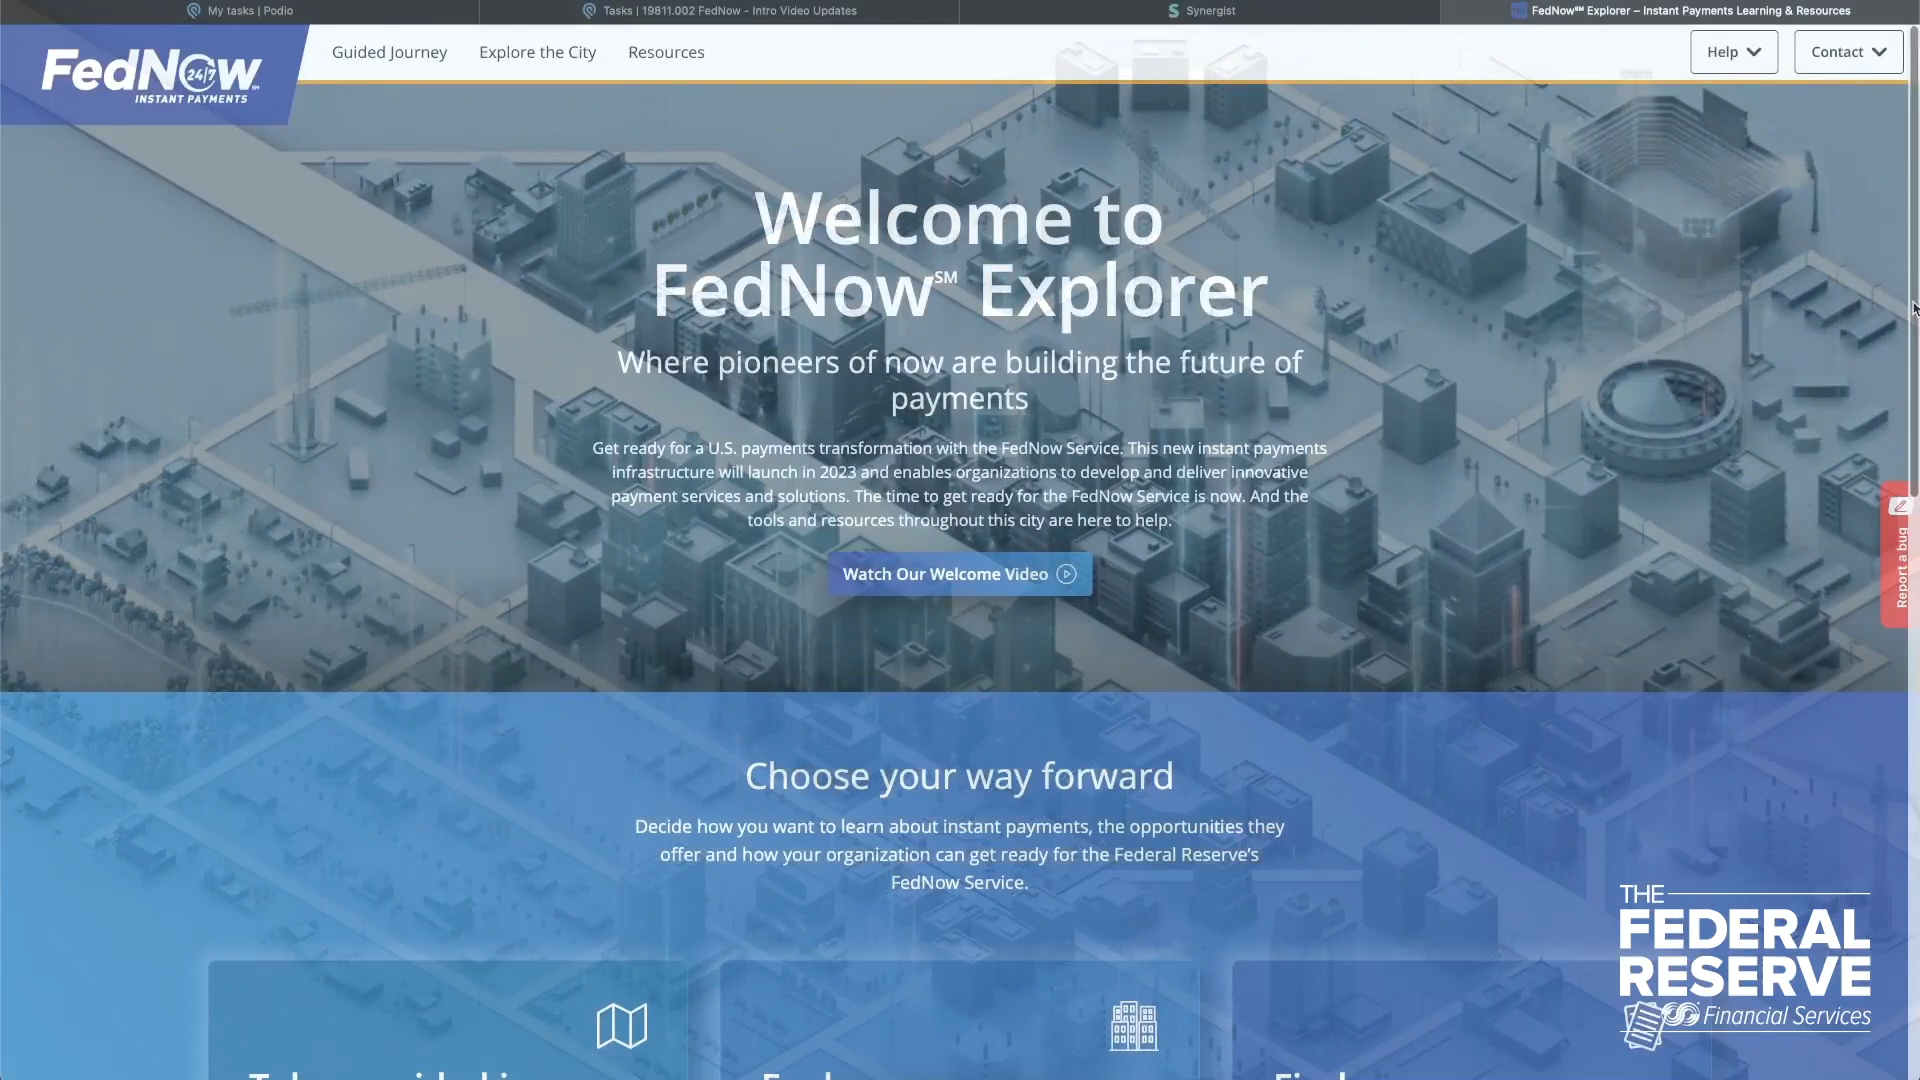 My tasks | Podio
Tasks | 19811.002 FedNow - Intro Video Updates
Synergist
FedNow℠ Explorer – Instant Payments Learning & Resources
FedNow 24/7 SM
INSTANT PAYMENTS
Guided Journey
Explore the City
Resources
Help
Contact
Welcome to
FedNow℠ Explorer
Where pioneers of now are building the future of
payments
Get ready for a U.S. payments transformation with the FedNow Service. This new instant payments
infrastructure will launch in 2023 and enables organizations to develop and deliver innovative
payment services and solutions. The time to get ready for the FedNow Service is now. And the
tools and resources throughout this city are here to help.
Watch Our Welcome Video
Report a bug
Choose your way forward
Decide how you want to learn about instant payments, the opportunities they
offer and how your organization can get ready for the Federal Reserve’s
FedNow Service.
THE
FEDERAL
RESERVE
Financial Services